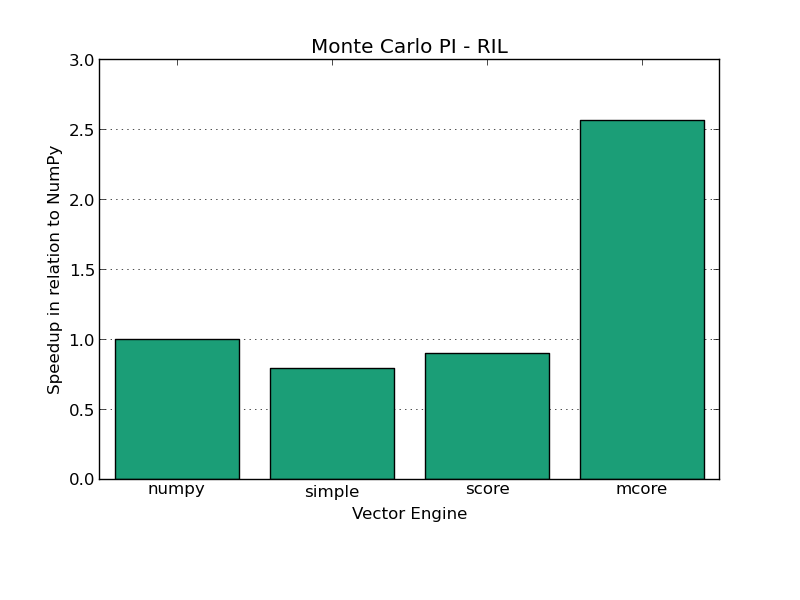 Monte Carlo PI - RIL
3.0
2.5
2.0
1.5
1.0
0.5
0.0
Speedup in relation to NumPy
numpy simple score mcore
Vector Engine